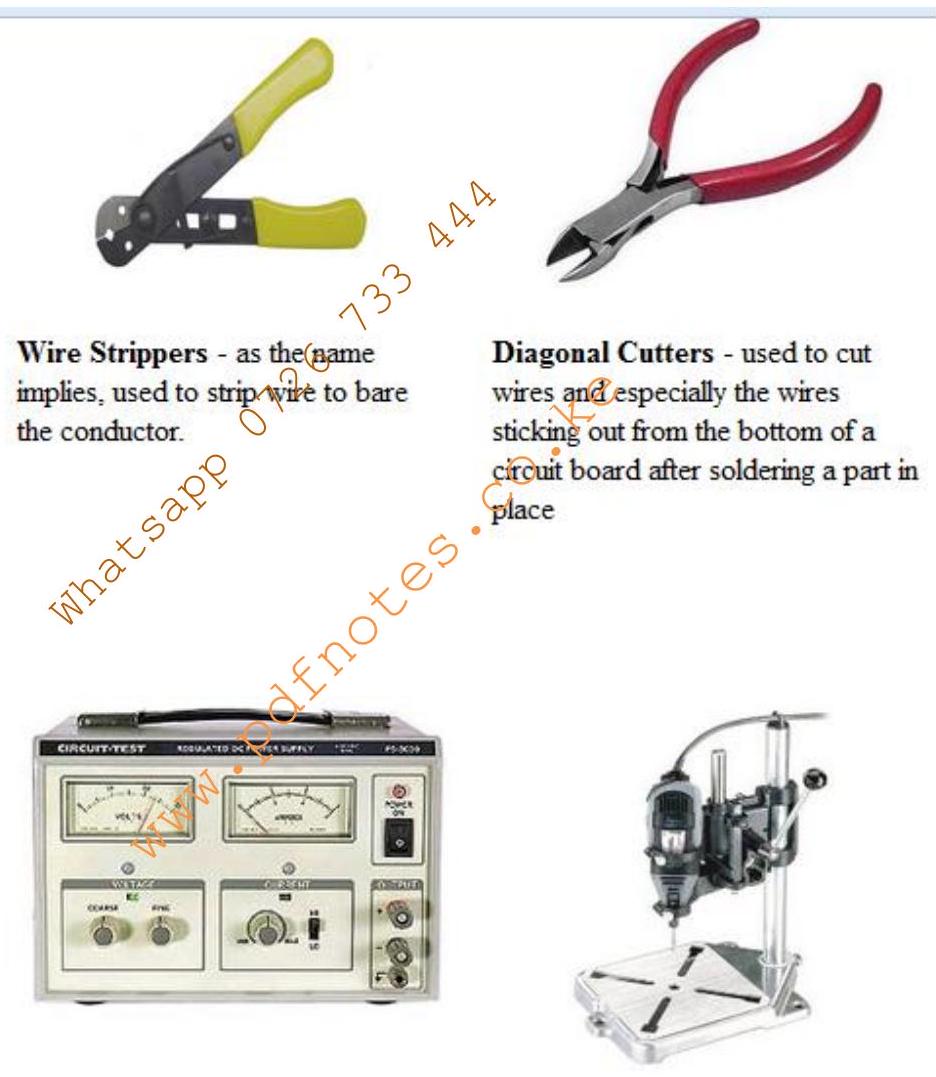 Wire Strippers - as the name
implies, used to strip wire to bare
the conductor.
Diagonal Cutters - used to cut
wires and especially the wires
sticking out from the bottom of a
circuit board after soldering a part in
place
Whatsapp 0726 733 444
www.pdfnotes.co.ke
CIRCUIT-TEST REGULATED DC POWER SUPPLY
VOLTS
AMPERES
POWER
ON
VOLTAGE
CURRENT
OUTPUT
COARSE FINE
HI
MIN MAX
LO
+
-